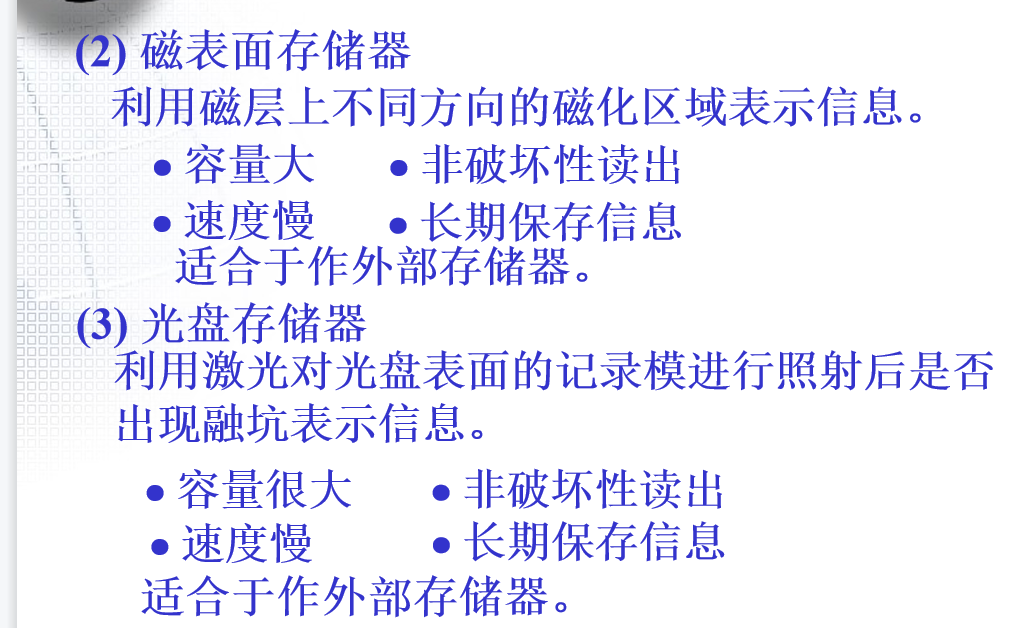 (2) 磁表面存储器
利用磁层上不同方向的磁化区域表示信息。
• 容量大 • 非破坏性读出
• 速度慢 • 长期保存信息
适合于作外部存储器。
(3) 光盘存储器
利用激光对光盘表面的记录模进行照射后是否
出现融坑表示信息。
• 容量很大 • 非破坏性读出
• 速度慢 • 长期保存信息
适合于作外部存储器。